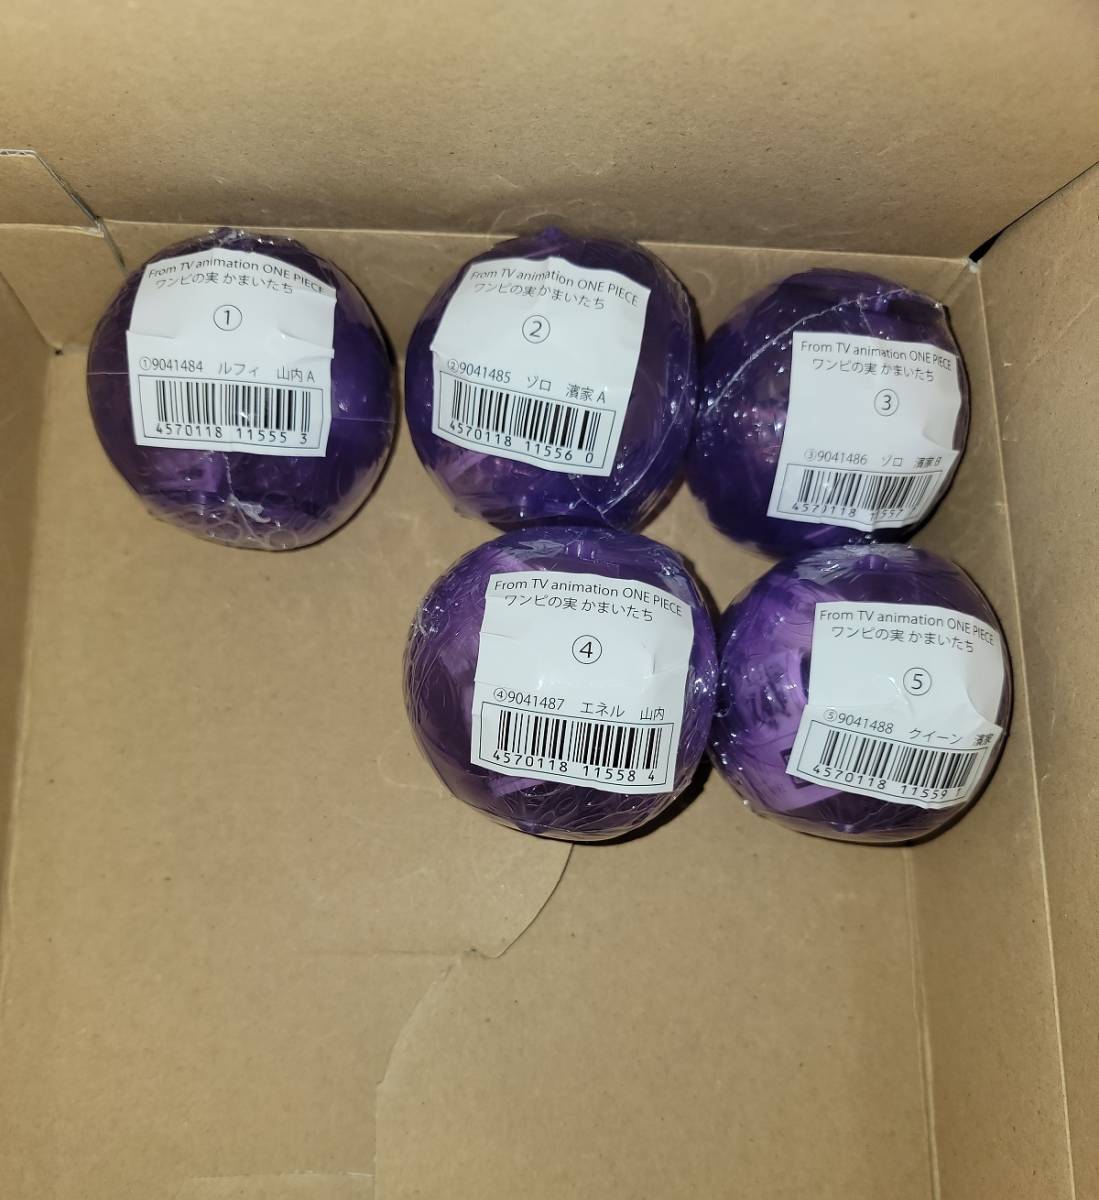 From TV animation ONE PIECE
ワンピの実 かまいたち
①
①9041484 ルフィ 山内 A
4570118 11555 3
From TV animation ONE PIECE
ワンピの実 かまいたち
②
②9041485 ゾロ 濱家 A
4570118 11556 0
From TV animation ONE PIECE
ワンピの実 かまいたち
③
③9041486 ゾロ 濱家 B
4570118
From TV animation ONE PIECE
ワンピの実 かまいたち
④
④9041487 エネル 山内
4570118 11558 4
From TV animation ONE PIECE
ワンピの実 かまいたち
⑤
⑤9041488 クイーン 濱家
4570118 11559